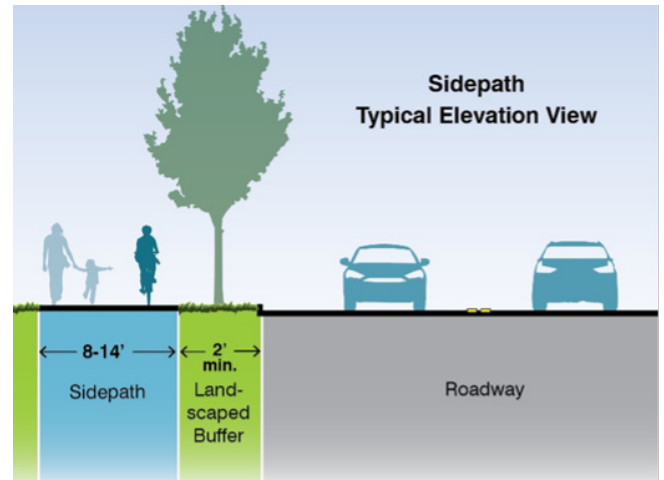 Sidepath
Typical Elevation View
8-14’
Sidepath
2’
min.
Land-
scaped
Buffer
Roadway